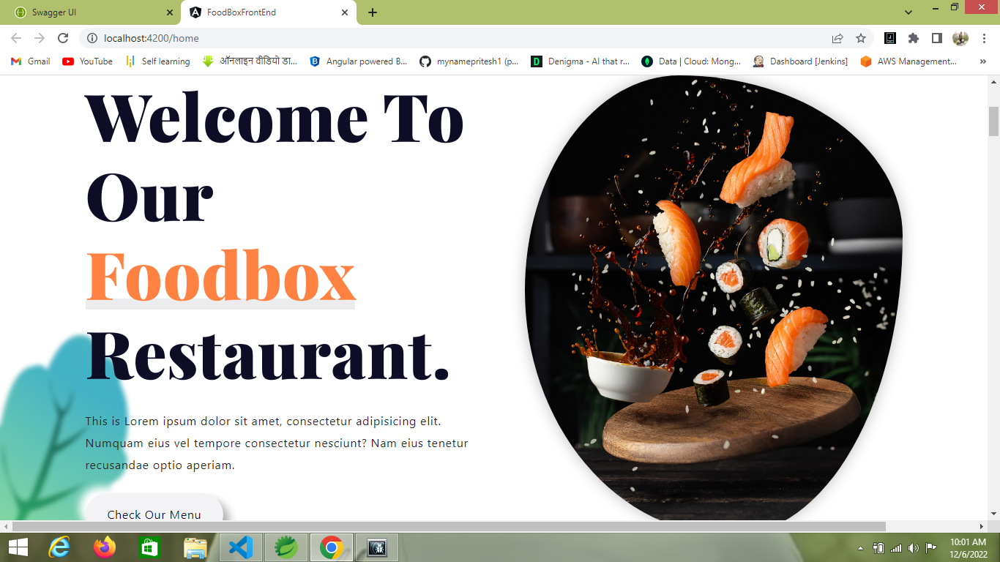 Swagger UI
FoodBoxFrontEnd
localhost:4200/home
Gmail
YouTube
Self learning
ऑनलाइन वीडियो डा...
Angular powered B...
mynamepritesh1 (p...
Denigma - AI that r...
Data | Cloud: Mong...
Dashboard [Jenkins]
AWS Management...
Welcome To
Our
Foodbox
Restaurant.
This is Lorem ipsum dolor sit amet, consectetur adipisicing elit.
Numquam eius vel tempore consectetur nesciunt? Nam eius tenetur
recusandae optio aperiam.
Check Our Menu
10:01 AM
12/6/2022